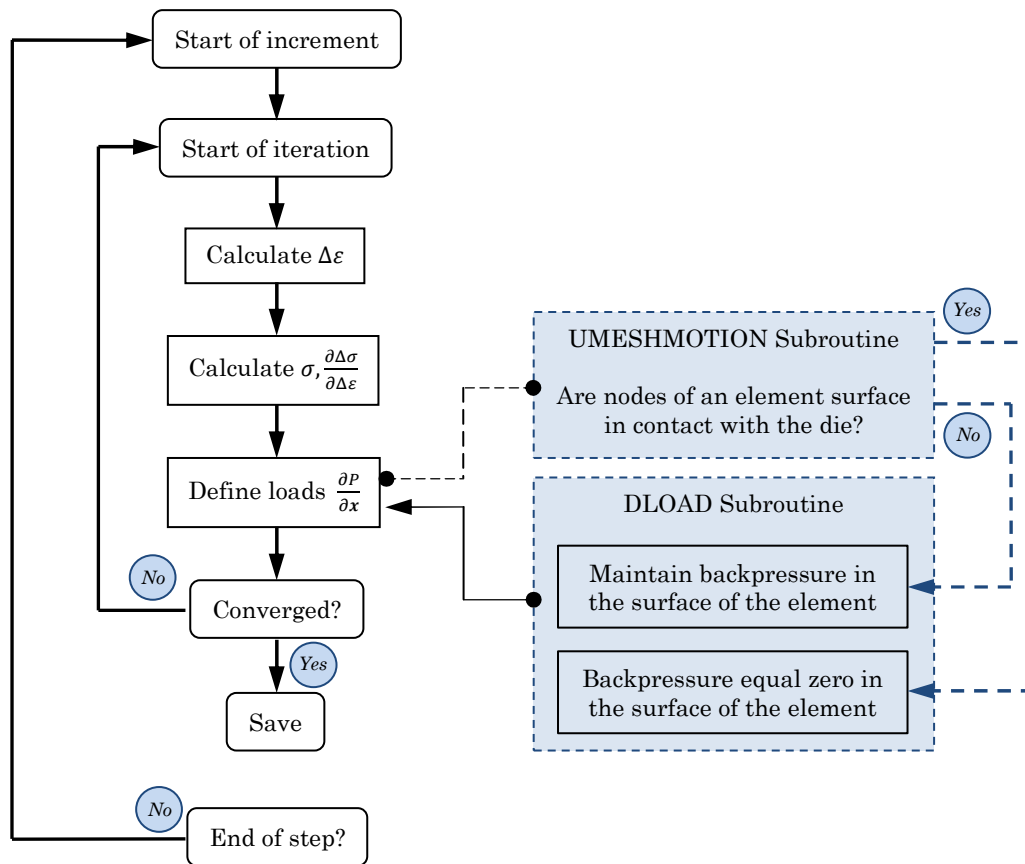 Start of increment
Start of iteration
Calculate Δε
Calculate σ, ∂Δσ/∂Δε
Define loads ∂P/∂x
No
Converged?
Yes
Save
No
End of step?
UMESHMOTION Subroutine
Are nodes of an element surface
in contact with the die?
Yes
No
DLOAD Subroutine
Maintain backpressure in
the surface of the element
Backpressure equal zero in
the surface of the element